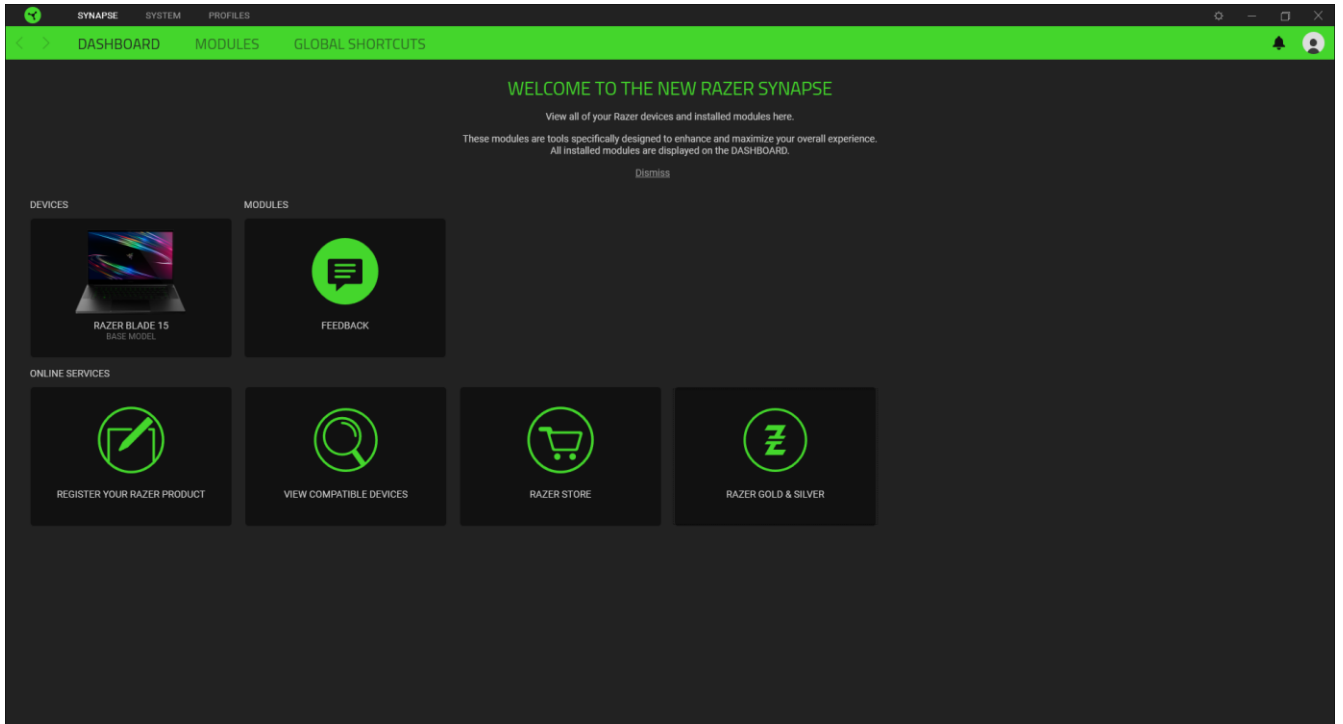 SYNAPSE SYSTEM PROFILES
DASHBOARD MODULES GLOBAL SHORTCUTS
WELCOME TO THE NEW RAZER SYNAPSE
View all of your Razer devices and installed modules here.
These modules are tools specifically designed to enhance and maximize your overall experience.
All installed modules are displayed on the DASHBOARD.
Dismiss
DEVICES MODULES
RAZER BLADE 15
BASE MODEL
FEEDBACK
ONLINE SERVICES
REGISTER YOUR RAZER PRODUCT
VIEW COMPATIBLE DEVICES
RAZER STORE
RAZER GOLD & SILVER